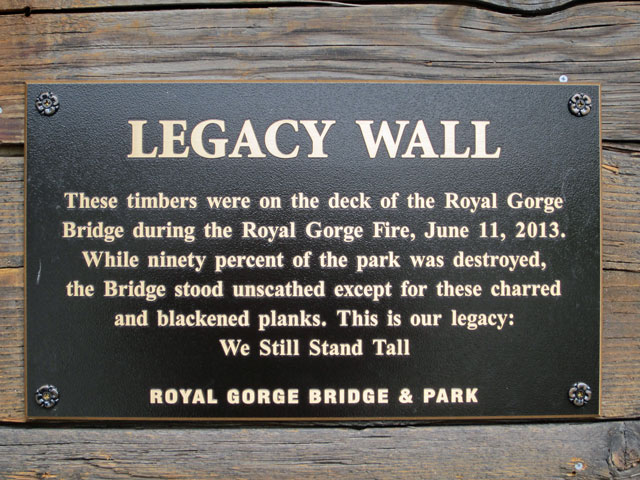 LEGACY WALL
These timbers were on the deck of the Royal Gorge
Bridge during the Royal Gorge Fire, June 11, 2013.
While ninety percent of the park was destroyed,
the Bridge stood unscathed except for these charred
and blackened planks. This is our legacy:
We Still Stand Tall
ROYAL GORGE BRIDGE & PARK